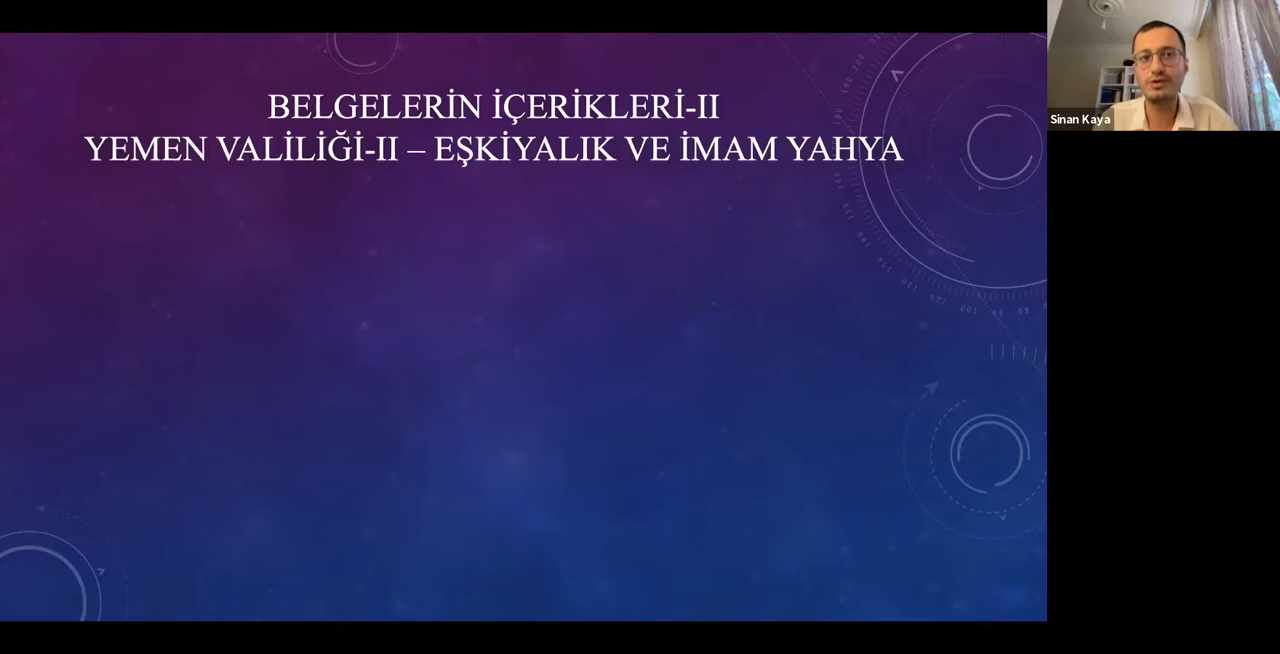 BELGELERİN İÇERİKLERİ-II
YEMEN VALİLİĞİ-II – EŞKİYALIK VE İMAM YAHYA
Sinan Kaya